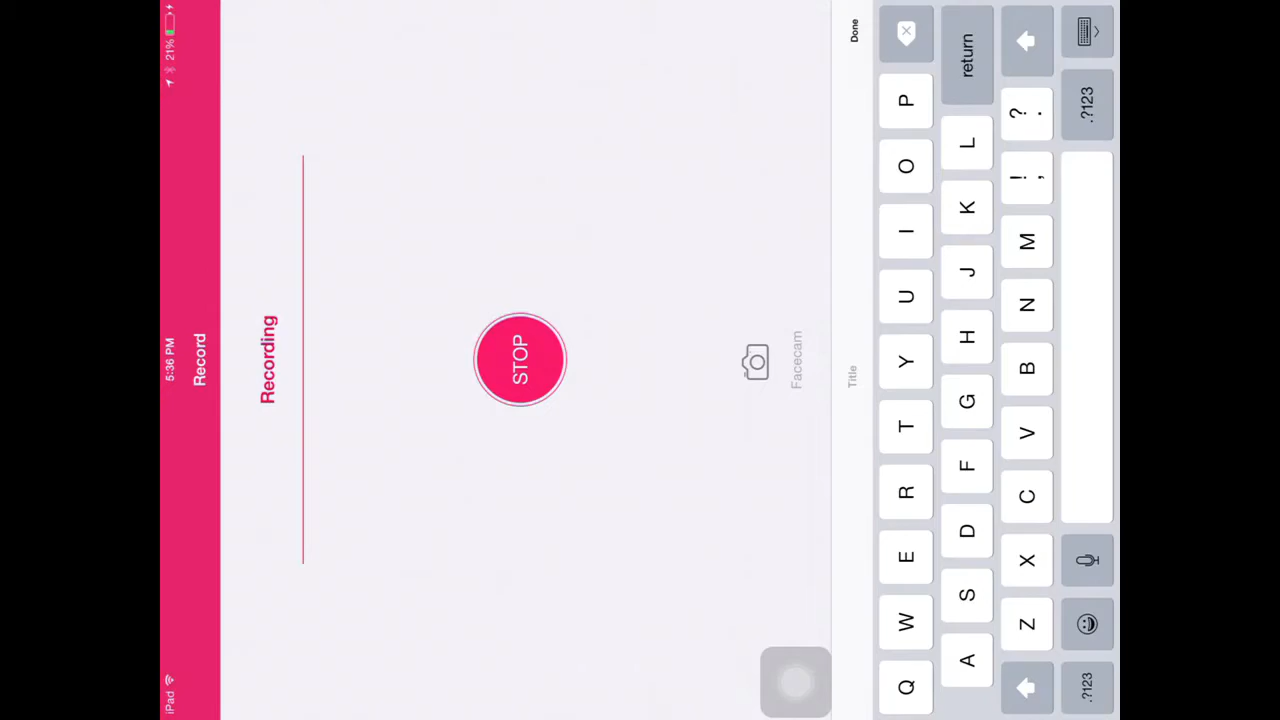 iPad 5:36 PM 21%
Record
Recording
STOP
Facecam
Title Done
Q W E R T Y U I O P
A S D F G H J K L return
Z X C V B N M ! , ? .
.?123 .?123